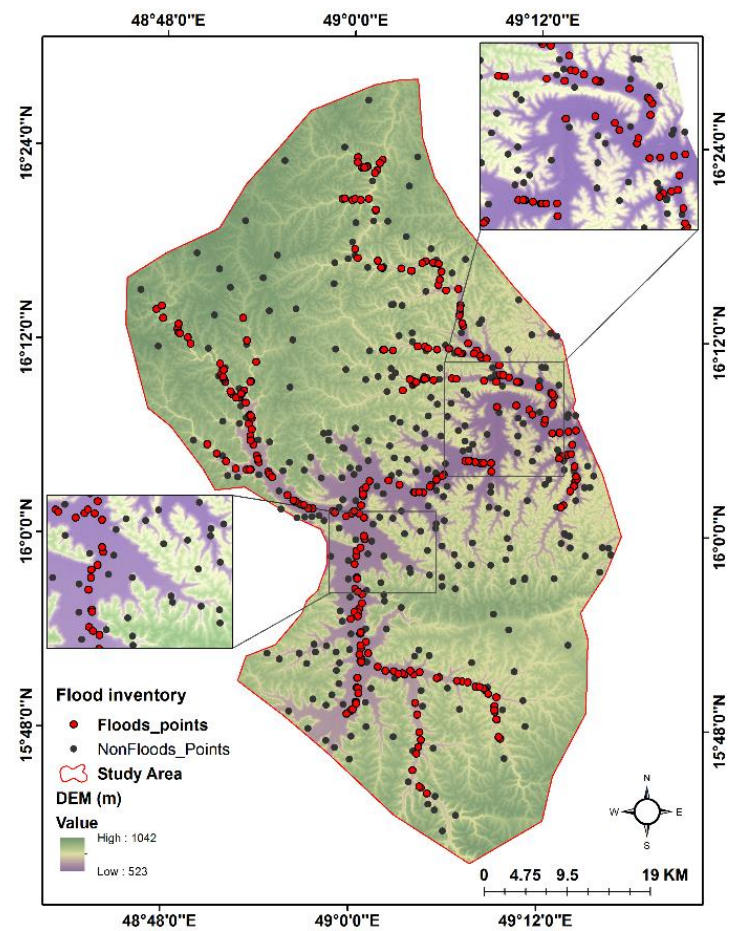 48°48'0"E 49°0'0"E 49°12'0"E
16°24'0"N
16°24'0"N
16°12'0"N
16°12'0"N
16°0'0"N
16°0'0"N
15°48'0"N
15°48'0"N
Flood inventory
Floods_points
NonFloods_Points
Study Area
DEM (m)
Value
High : 1042
Low : 523
N
W E
S
0 4.75 9.5 19 KM
48°48'0"E 49°0'0"E 49°12'0"E